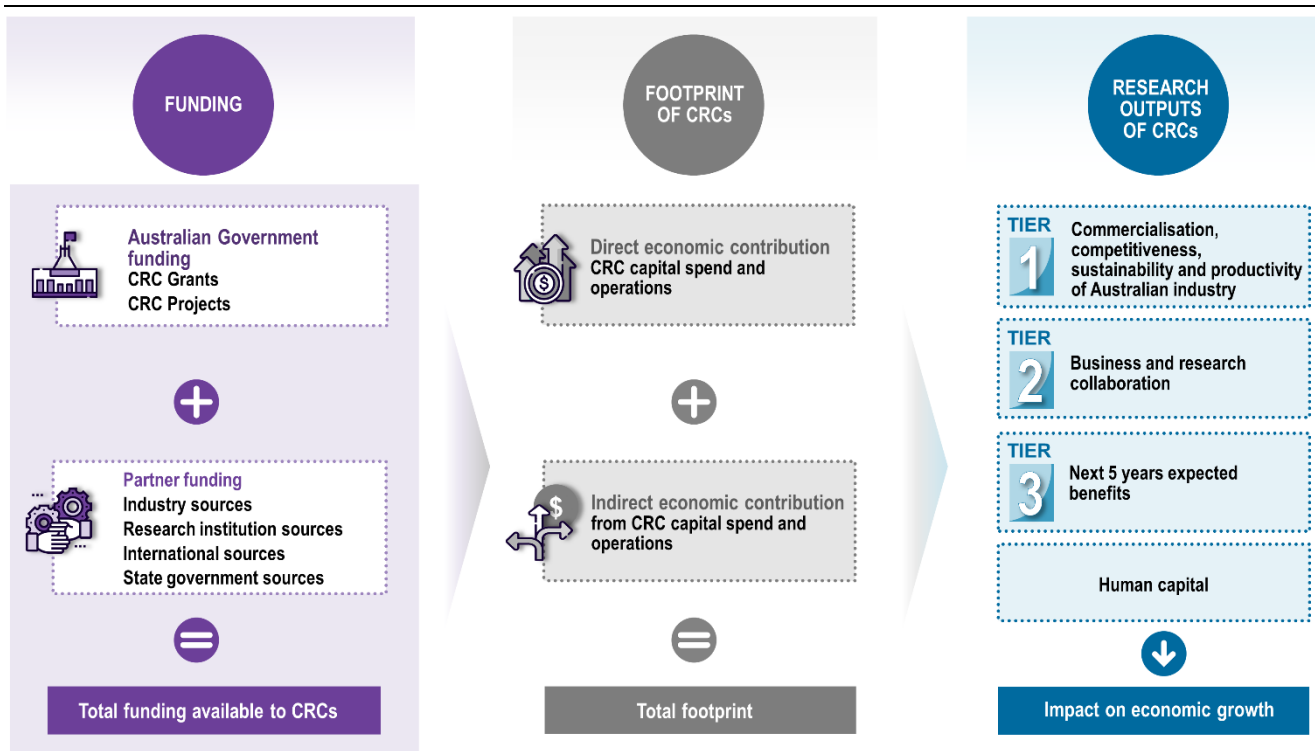 FUNDING
Australian Government
funding
CRC Grants
CRC Projects
Partner funding
Industry sources
Research institution sources
International sources
State government sources
Total funding available to CRCs
FOOTPRINT
OF CRCs
Direct economic contribution
CRC capital spend and
operations
$
Indirect economic contribution
from CRC capital spend and
operations
$
Total footprint
RESEARCH
OUTPUTS
OF CRCs
TIER
1
Commercialisation,
competitiveness,
sustainability and productivity
of Australian industry
TIER
2
Business and research
collaboration
TIER
3
Next 5 years expected
benefits
Human capital
Impact on economic growth